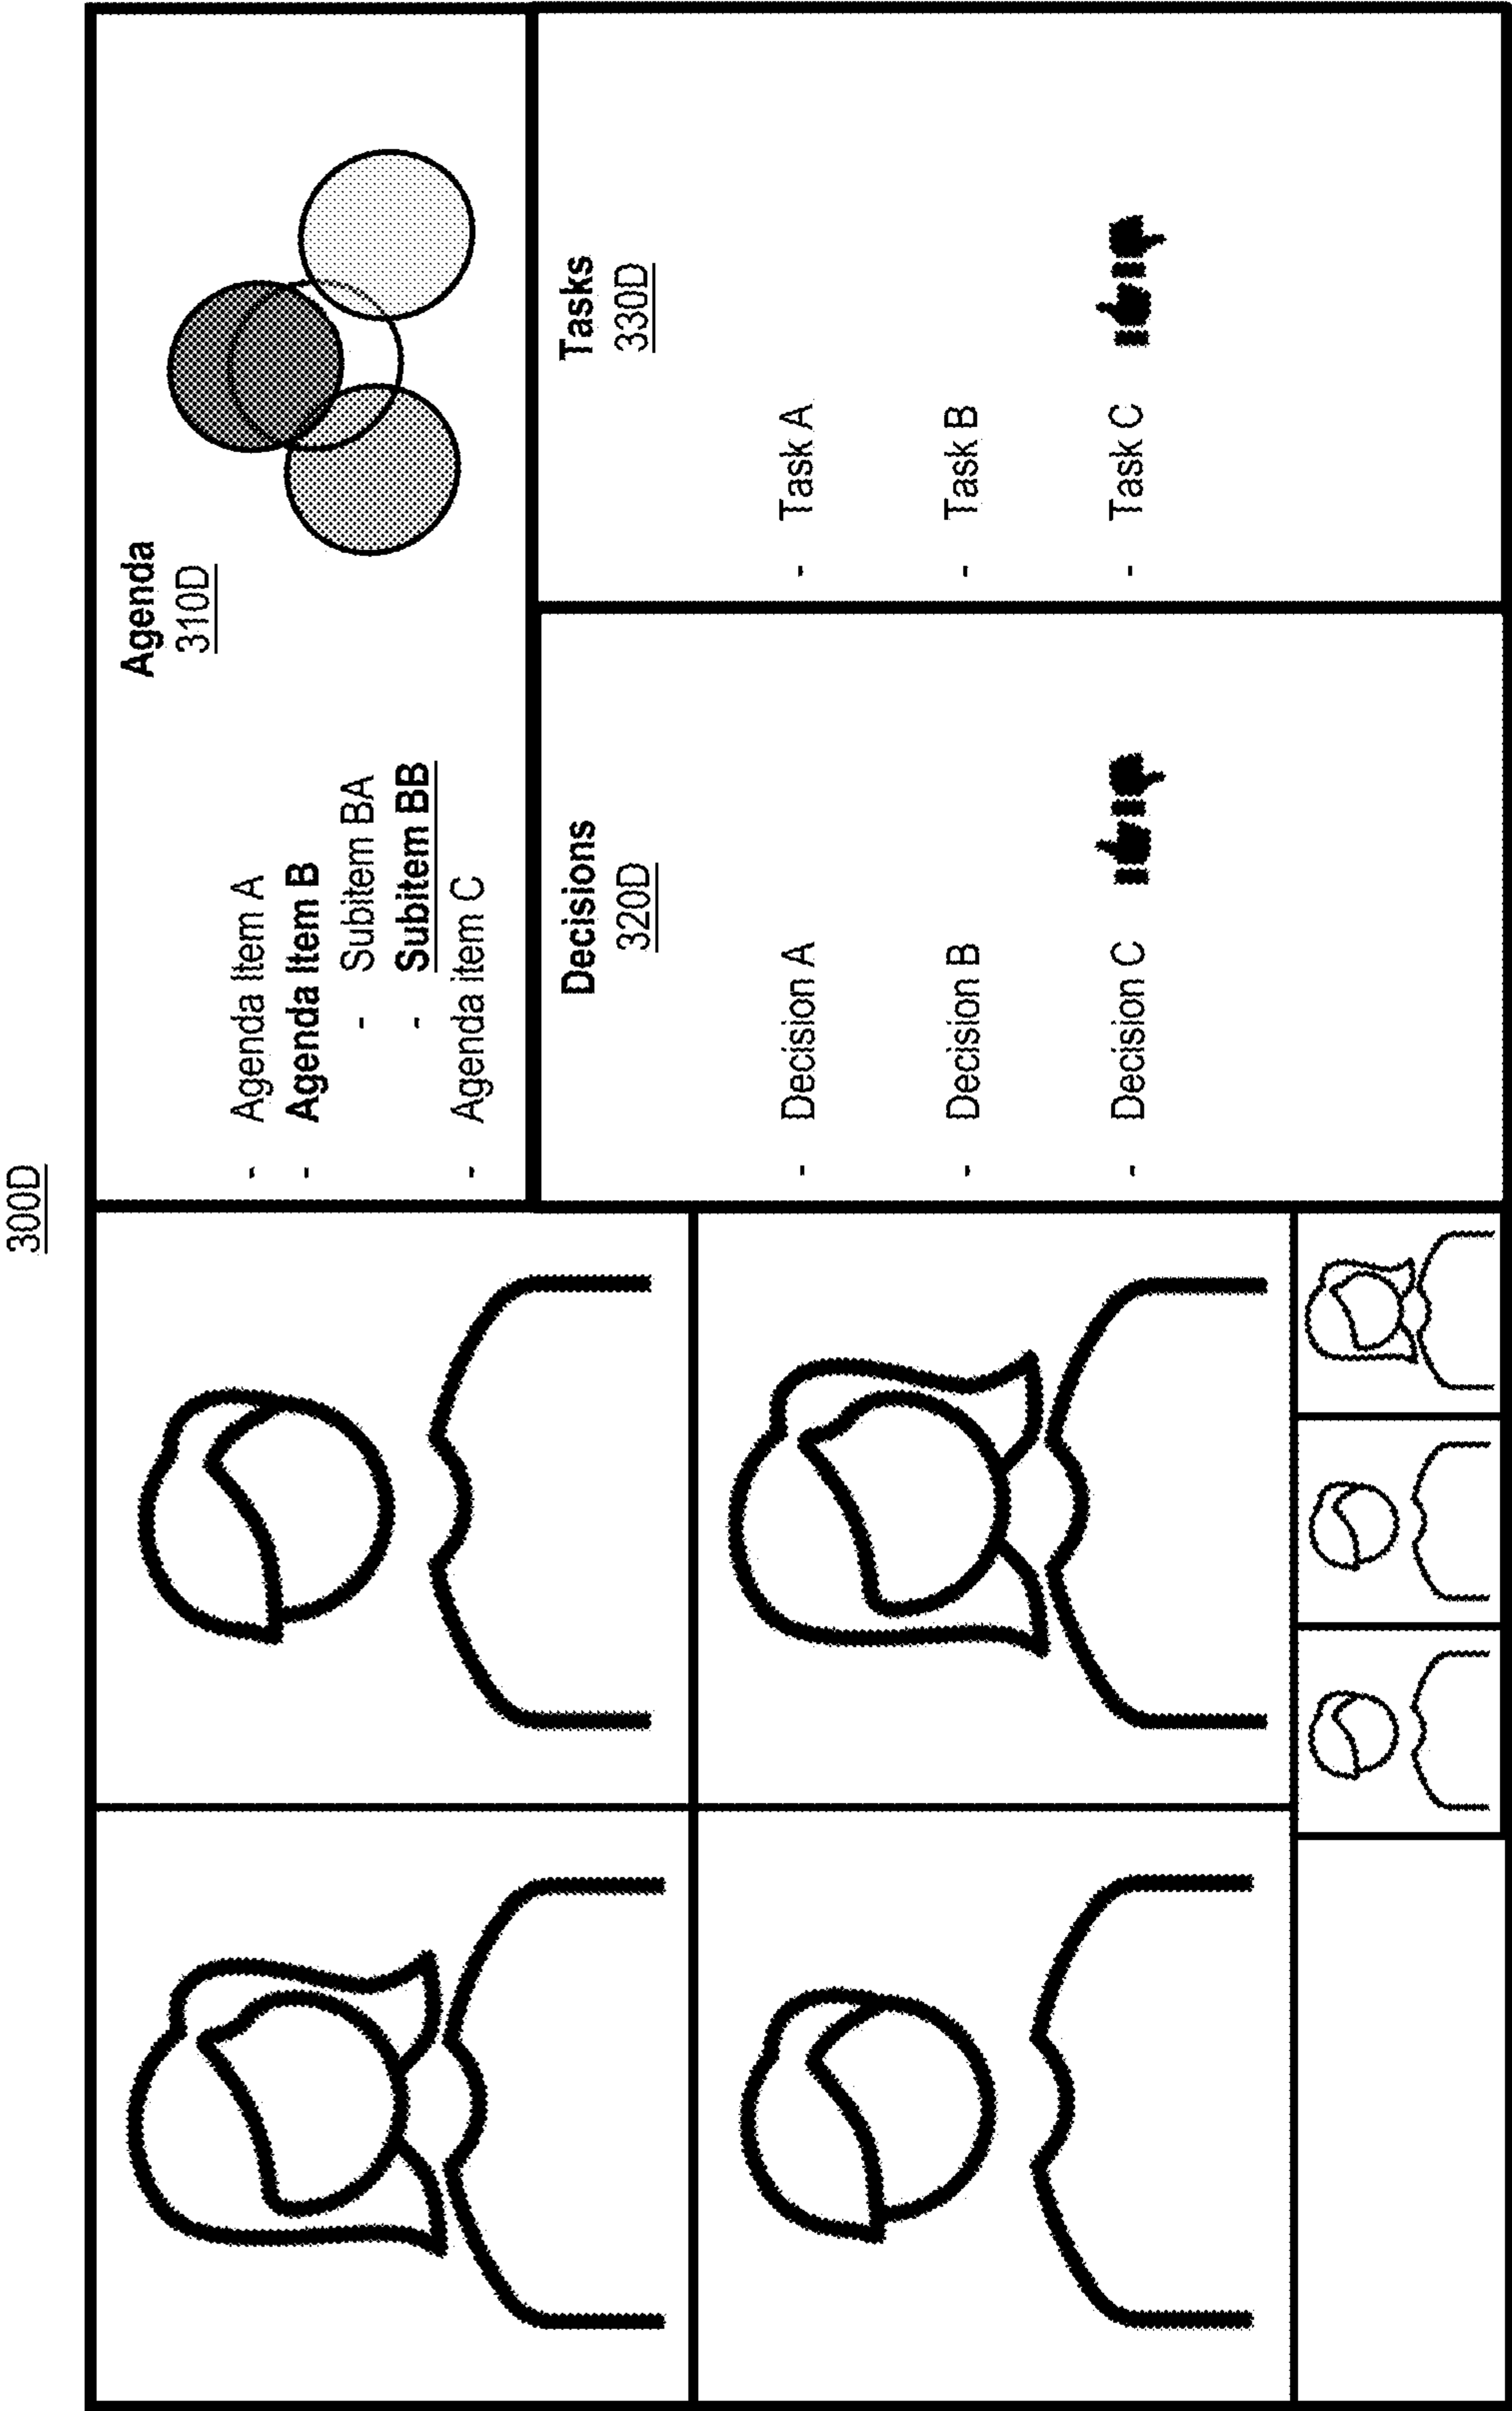 300D
Agenda
310D
- Agenda Item A
- Agenda Item B
- Subitem BA
- Subitem BB
- Agenda item C
Decisions
320D
- Decision A
- Decision B
- Decision C
Tasks
330D
- Task A
- Task B
- Task C